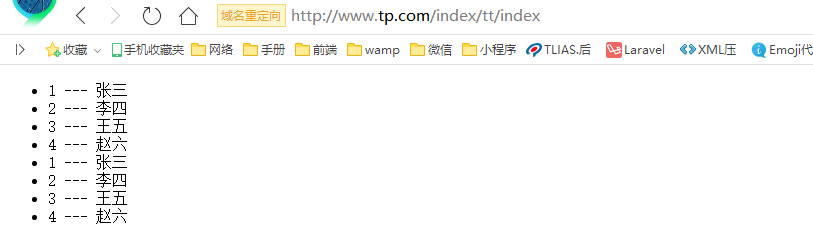 域名重定向 http://www.tp.com/index/tt/index
收藏 手机收藏夹 网络 手册 前端 wamp 微信 小程序 TLIAS.后 Laravel XML压 Emoji代
1 --- 张三
2 --- 李四
3 --- 王五
4 --- 赵六
1 --- 张三
2 --- 李四
3 --- 王五
4 --- 赵六